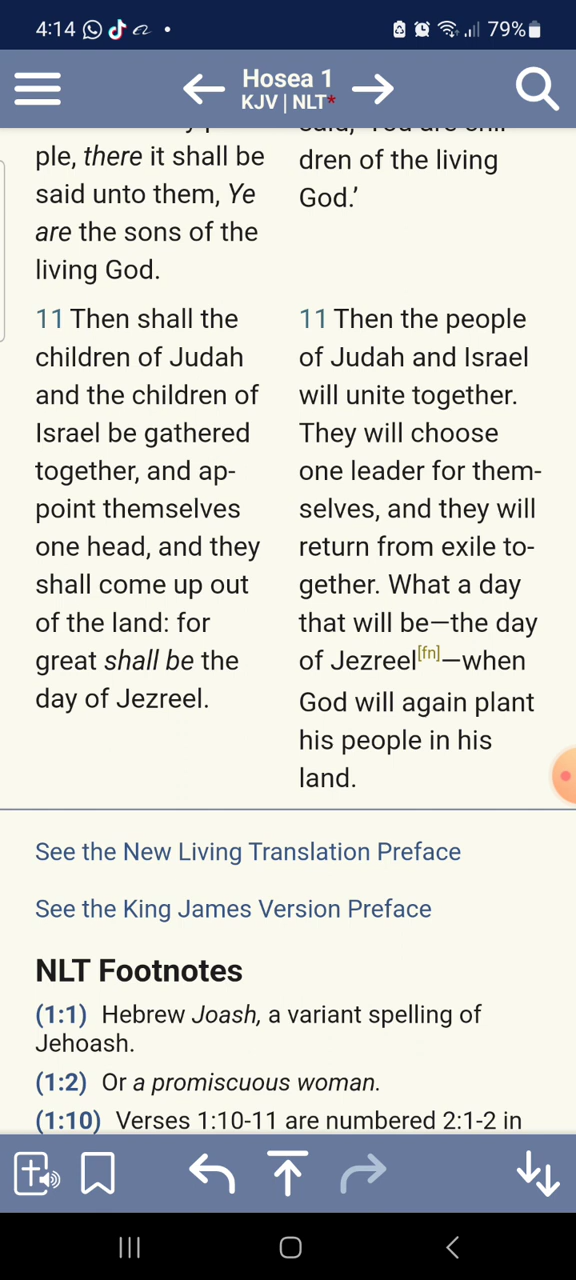 4:14 79%
Hosea 1
KJV | NLT*
ple, there it shall be
said unto them, Ye
are the sons of the
living God.
dren of the living
God.’
11 Then shall the
children of Judah
and the children of
Israel be gathered
together, and ap-
point themselves
one head, and they
shall come up out
of the land: for
great shall be the
day of Jezreel.
11 Then the people
of Judah and Israel
will unite together.
They will choose
one leader for them-
selves, and they will
return from exile to-
gether. What a day
that will be—the day
of Jezreel[fn]—when
God will again plant
his people in his
land.
See the New Living Translation Preface
See the King James Version Preface
NLT Footnotes
(1:1) Hebrew Joash, a variant spelling of
Jehoash.
(1:2) Or a promiscuous woman.
(1:10) Verses 1:10-11 are numbered 2:1-2 in